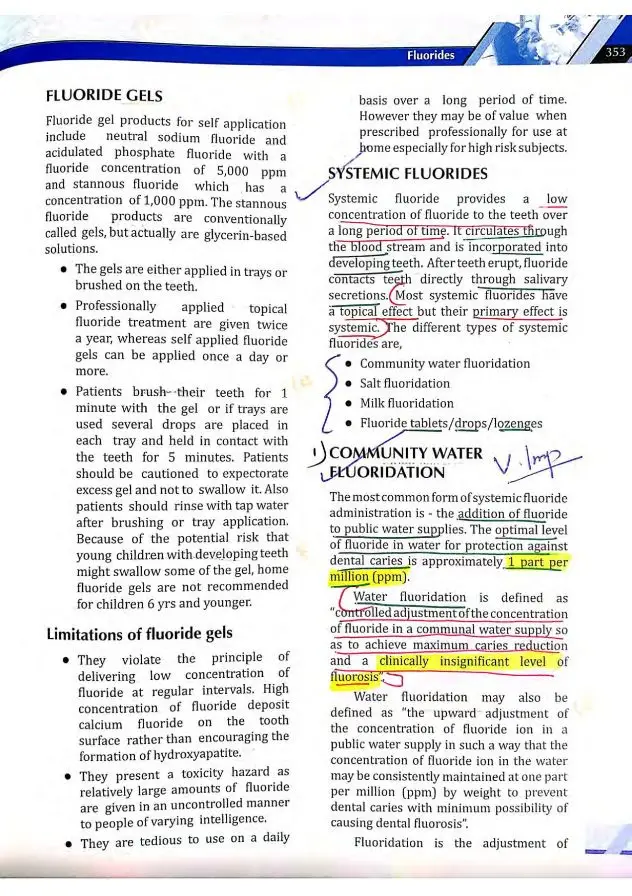 Fluorides
353
FLUORIDE GELS
Fluoride gel products for self application
include neutral sodium fluoride and
acidulated phosphate fluoride with a
fluoride concentration of 5,000 ppm
and stannous fluoride which has a
concentration of 1,000 ppm. The stannous
fluoride products are conventionally
called gels, but actually are glycerin-based
solutions.
• The gels are either applied in trays or
brushed on the teeth.
• Professionally applied topical
fluoride treatment are given twice
a year, whereas self applied fluoride
gels can be applied once a day or
more.
• Patients brush their teeth for 1
minute with the gel or if trays are
used several drops are placed in
each tray and held in contact with
the teeth for 5 minutes. Patients
should be cautioned to expectorate
excess gel and not to swallow it. Also
patients should rinse with tap water
after brushing or tray application.
Because of the potential risk that
young children with developing teeth
might swallow some of the gel, home
fluoride gels are not recommended
for children 6 yrs and younger.
Limitations of fluoride gels
• They violate the principle of
delivering low concentration of
fluoride at regular intervals. High
concentration of fluoride deposit
calcium fluoride on the tooth
surface rather than encouraging the
formation of hydroxyapatite.
• They present a toxicity hazard as
relatively large amounts of fluoride
are given in an uncontrolled manner
to people of varying intelligence.
• They are tedious to use on a daily
basis over a long period of time.
However they may be of value when
prescribed professionally for use at
home especially for high risk subjects.
SYSTEMIC FLUORIDES
Systemic fluoride provides a low
concentration of fluoride to the teeth over
a long period of time. It circulates through
the blood stream and is incorporated into
developing teeth. After teeth erupt, fluoride
contacts teeth directly through salivary
secretions. Most systemic fluorides have
a topical effect but their primary effect is
systemic. The different types of systemic
fluorides are,
• Community water fluoridation
• Salt fluoridation
• Milk fluoridation
• Fluoride tablets/drops/lozenges
1) COMMUNITY WATER
FLUORIDATION
V. Imp
The most common form of systemic fluoride
administration is - the addition of fluoride
to public water supplies. The optimal level
of fluoride in water for protection against
dental caries is approximately 1 part per
million (ppm).
Water fluoridation is defined as
"controlled adjustment of the concentration
of fluoride in a communal water supply so
as to achieve maximum caries reduction
and a clinically insignificant level of
fluorosis".
Water fluoridation may also be
defined as "the upward adjustment of
the concentration of fluoride ion in a
public water supply in such a way that the
concentration of fluoride ion in the water
may be consistently maintained at one part
per million (ppm) by weight to prevent
dental caries with minimum possibility of
causing dental fluorosis".
Fluoridation is the adjustment of